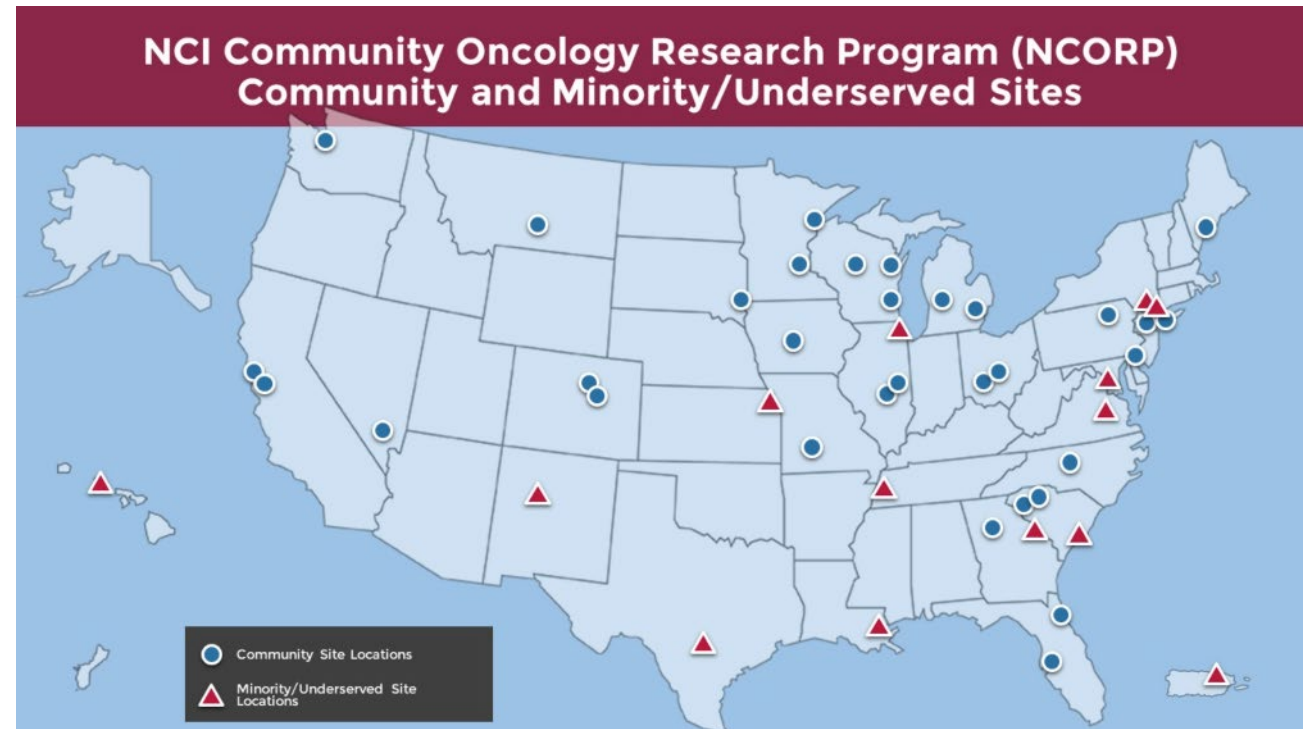 NCI Community Oncology Research Program (NCORP)
Community and Minority/Underserved Sites
Community Site Locations
Minority/Underserved Site
Locations